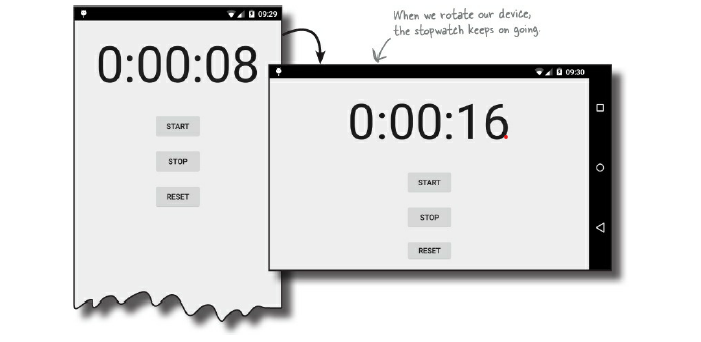 09:29
0:00:08
START
STOP
RESET
When we rotate our device,
the stopwatch keeps on going.
09:30
0:00:16
START
STOP
RESET